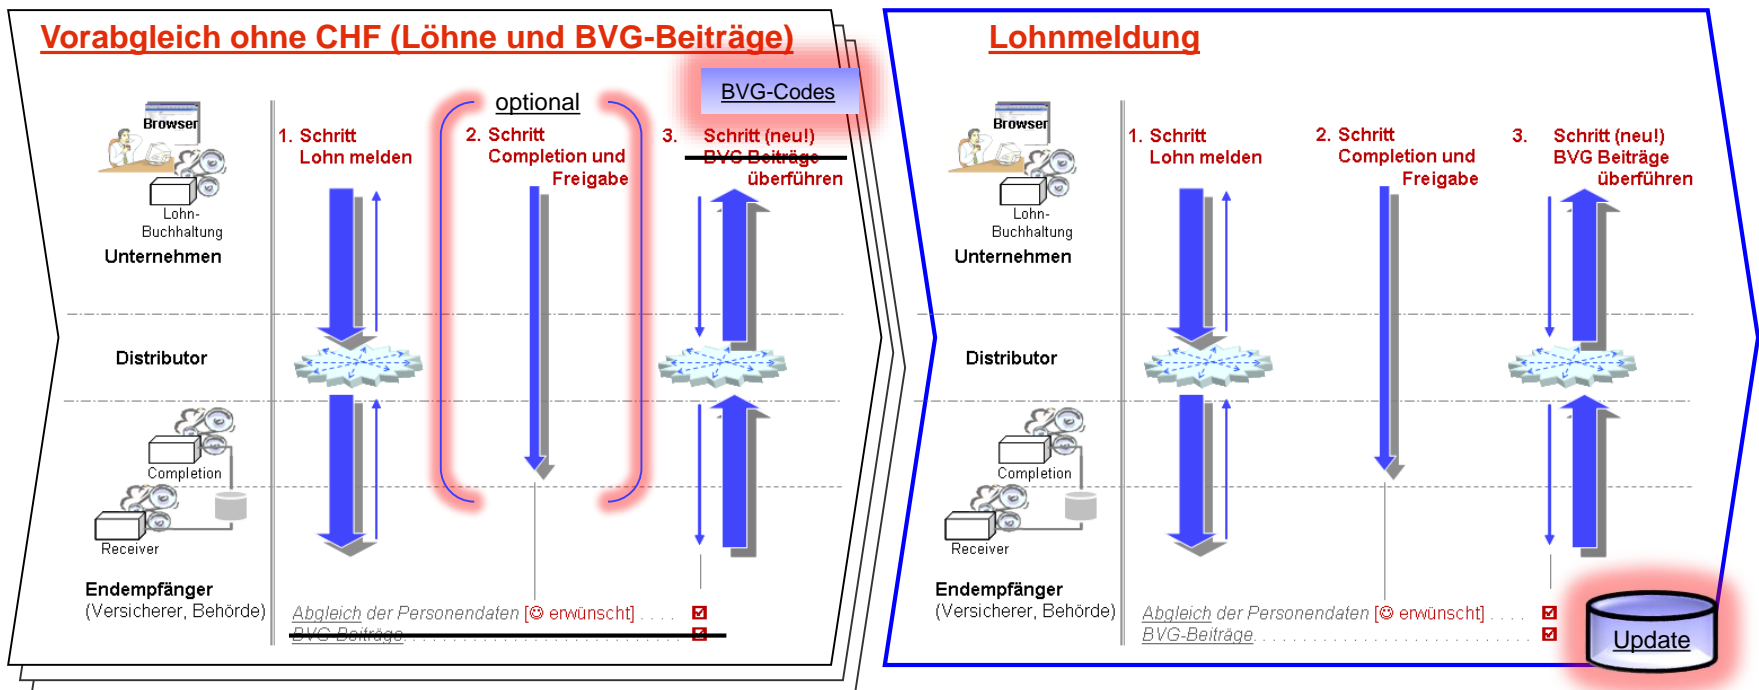 Vorabgleich ohne CHF (Löhne und BVG-Beiträge)
BVG-Codes
optional
Browser
1. Schritt
Lohn melden
2. Schritt
Completion und
Freigabe
3. Schritt (neu!)
BVG Beiträge
überführen
Lohn-
Buchhaltung
Unternehmen
Distributor
Completion
Receiver
Endempfänger
(Versicherer, Behörde)
Abgleich der Personendaten [☺ erwünscht] . . . . ☑
BVG-Beiträge. . . . . . . . . . . . . . . . . . . . . . . . . . . . ☑
Lohnmeldung
Browser
1. Schritt
Lohn melden
2. Schritt
Completion und
Freigabe
3. Schritt (neu!)
BVG Beiträge
überführen
Lohn-
Buchhaltung
Unternehmen
Distributor
Completion
Receiver
Endempfänger
(Versicherer, Behörde)
Abgleich der Personendaten [☺ erwünscht] . . . . ☑
BVG-Beiträge. . . . . . . . . . . . . . . . . . . . . . . . . . . . ☑
Update